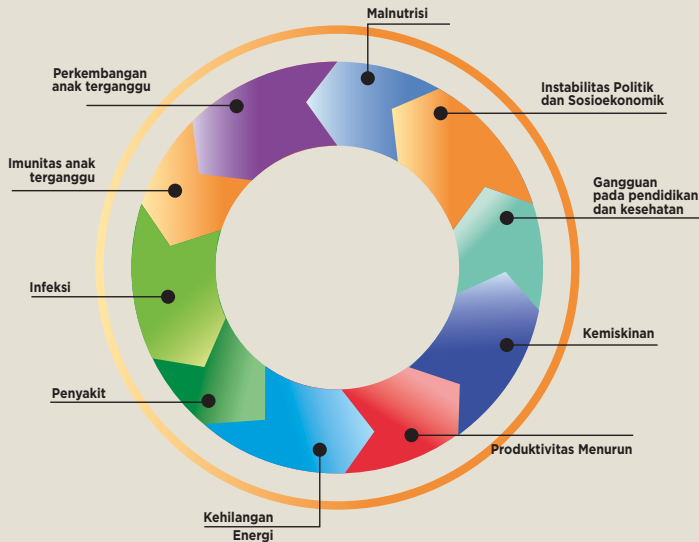 Malnutrisi
Instabilitas Politik
dan Sosioekonomik
Gangguan
pada pendidikan
dan kesehatan
Kemiskinan
Produktivitas Menurun
Kehilangan
Energi
Penyakit
Infeksi
Imunitas anak
terganggu
Perkembangan
anak terganggu